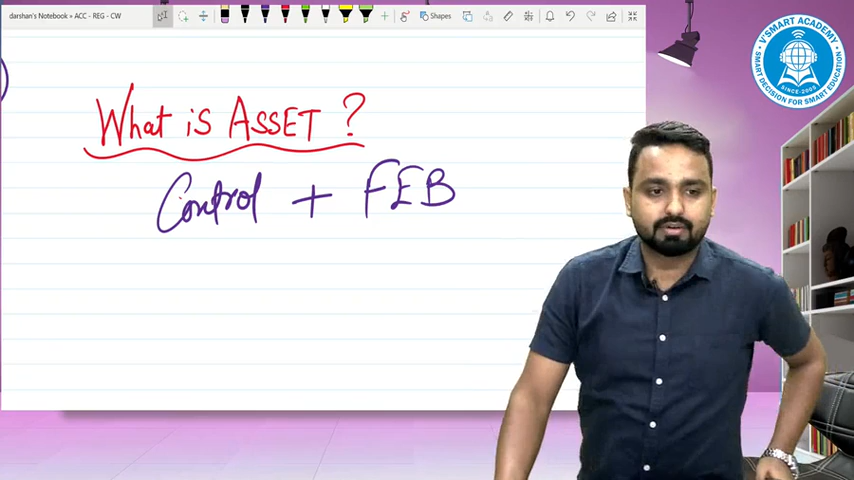 darshan's Notebook » ACC - REG - CW
Shapes
What is ASSET ?
Control + FEB
V'SMART ACADEMY
SMART DECISION FOR SMART EDUCATION
SINCE-2005